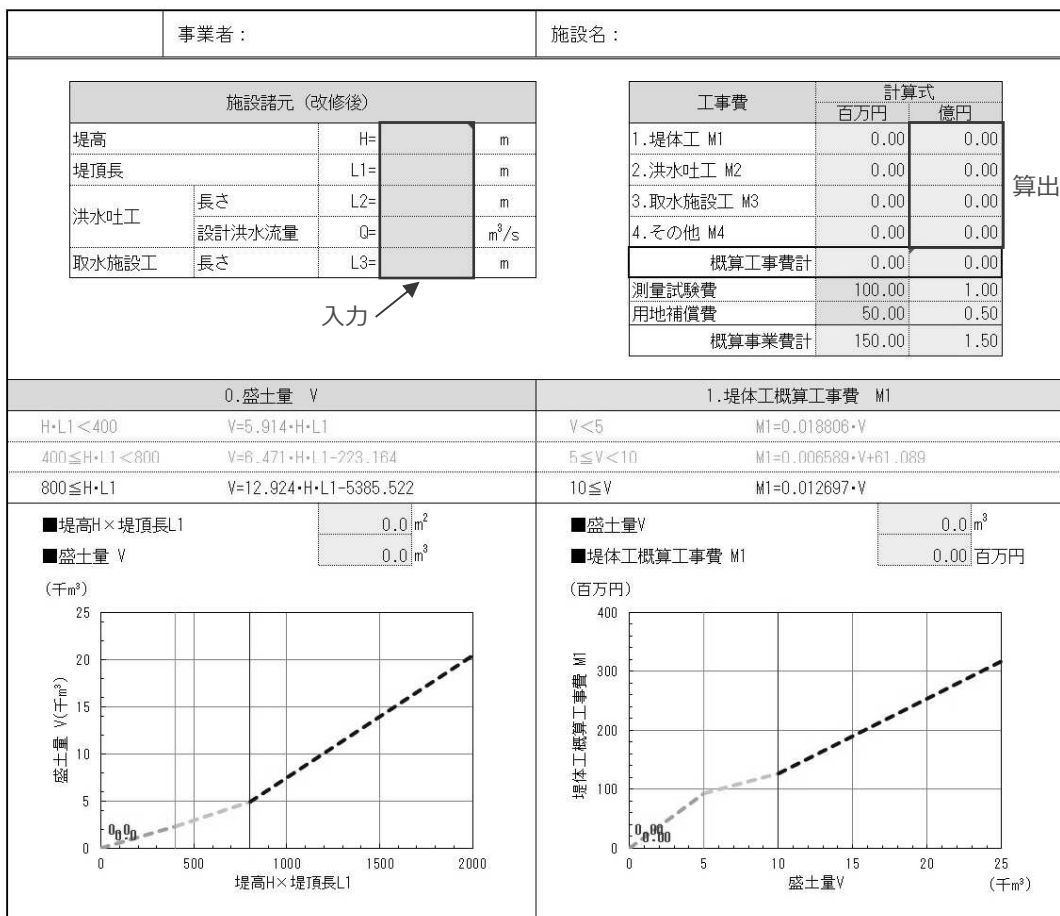 事業者： 施設名：
施設諸元（改修後）
堤高 H= m
堤頂長 L1= m
洪水吐工 長さ L2= m
設計洪水流量 Q= m³/s
取水施設工 長さ L3= m
入力
工事費 計算式
百万円 億円
1.堤体工 M1 0.00 0.00
2.洪水吐工 M2 0.00 0.00
3.取水施設工 M3 0.00 0.00
4.その他 M4 0.00 0.00
算出
概算工事費計 0.00 0.00
測量試験費 100.00 1.00
用地補償費 50.00 0.50
概算事業費計 150.00 1.50
0.盛土量 V
H・L1＜400 V=5.914・H・L1
400≦H・L1＜800 V=6.471・H・L1-223.164
800≦H・L1 V=12.924・H・L1-5385.522
■堤高H×堤頂長L1 0.0 m²
■盛土量 V 0.0 m³
(千m³)
25
20
15
10
5
0
盛土量 V(千m³)
0.0
0 500 1000 1500 2000
堤高H×堤頂長L1
1.堤体工概算工事費 M1
V＜5 M1=0.018806・V
5≦V＜10 M1=0.006589・V+61.089
10≦V M1=0.012697・V
■盛土量V 0.0 m³
■堤体工概算工事費 M1 0.00 百万円
(百万円)
400
300
200
100
0
堤体工概算工事費 M1
0.00
0 5 10 15 20 25
盛土量V (千m³)